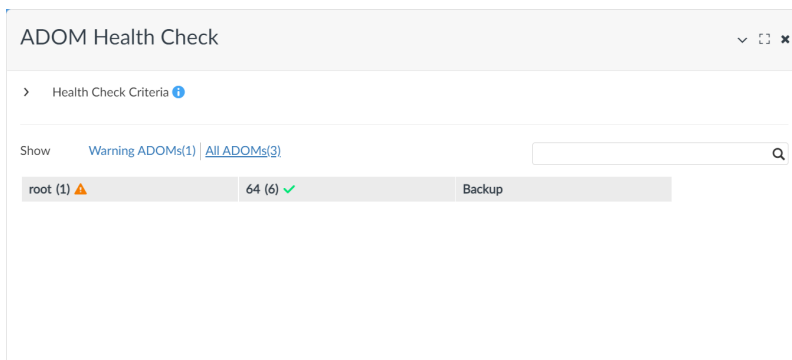 ADOM Health Check
Health Check Criteria
Show Warning ADOMs(1) All ADOMs(3)
root (1) 64 (6) Backup